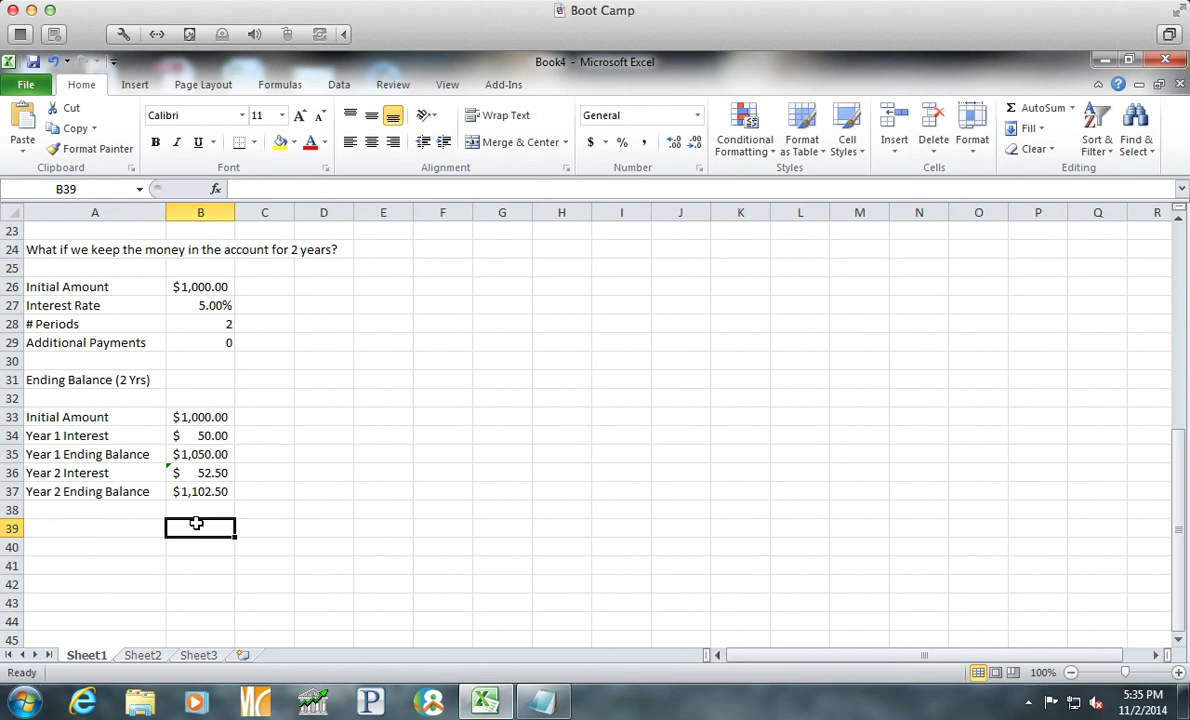 Boot Camp
Book4 - Microsoft Excel
File Home Insert Page Layout Formulas Data Review View Add-Ins
Paste
Cut
Copy
Format Painter
Clipboard
Calibri 11
B I U
Font
Wrap Text
Merge & Center
Alignment
General
$ % ,
Number
Conditional Formatting
Format as Table
Cell Styles
Styles
Insert
Delete
Format
Cells
AutoSum
Fill
Clear
Sort & Filter
Find & Select
Editing
B39 fx
A B C D E F G H I J K L M N O P Q R
23
24 What if we keep the money in the account for 2 years?
25
26 Initial Amount $1,000.00
27 Interest Rate 5.00%
28 # Periods 2
29 Additional Payments 0
30
31 Ending Balance (2 Yrs)
32
33 Initial Amount $1,000.00
34 Year 1 Interest $ 50.00
35 Year 1 Ending Balance $1,050.00
36 Year 2 Interest $ 52.50
37 Year 2 Ending Balance $1,102.50
38
39
40
41
42
43
44
45
Sheet1 Sheet2 Sheet3
Ready 100%
5:35 PM
11/2/2014